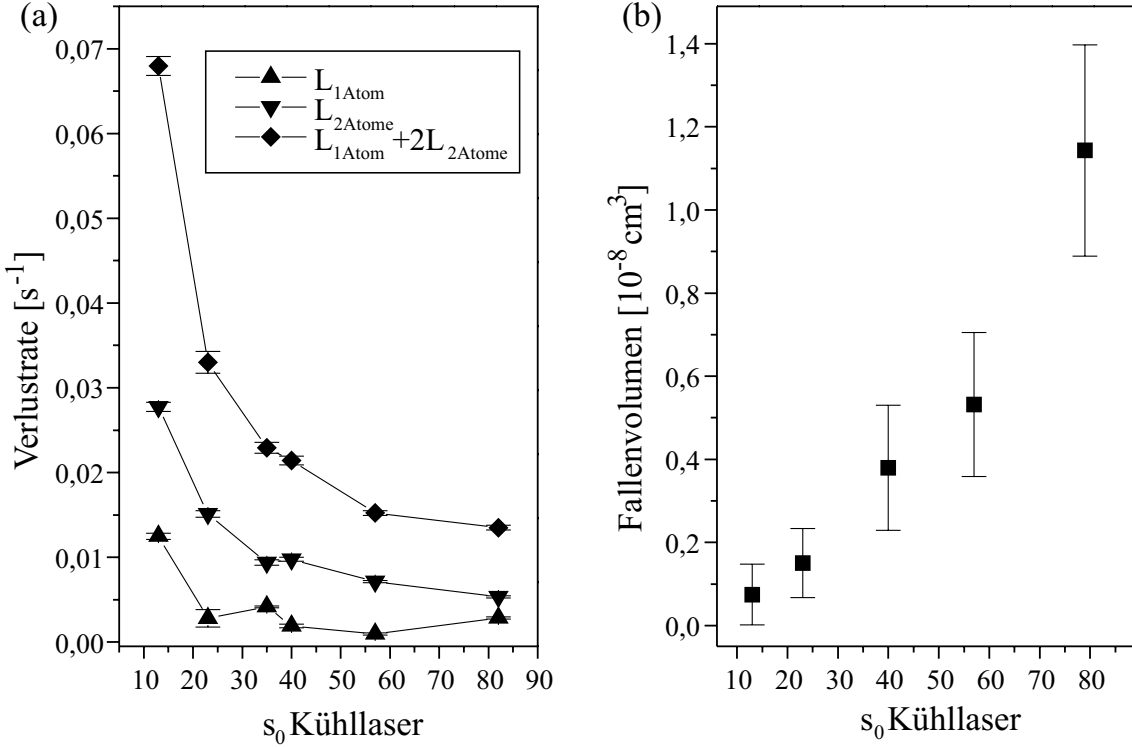 (a)
0,07
0,06
0,05
0,04
0,03
0,02
0,01
0,00
Verlustrate [s⁻¹]
L₁Atom
L₂Atome
L₁Atom+2L₂Atome
10 20 30 40 50 60 70 80 90
s₀ Kühllaser
(b)
1,4
1,2
1,0
0,8
0,6
0,4
0,2
0,0
Fallenvolumen [10⁻⁸cm³]
10 20 30 40 50 60 70 80
s₀ Kühllaser